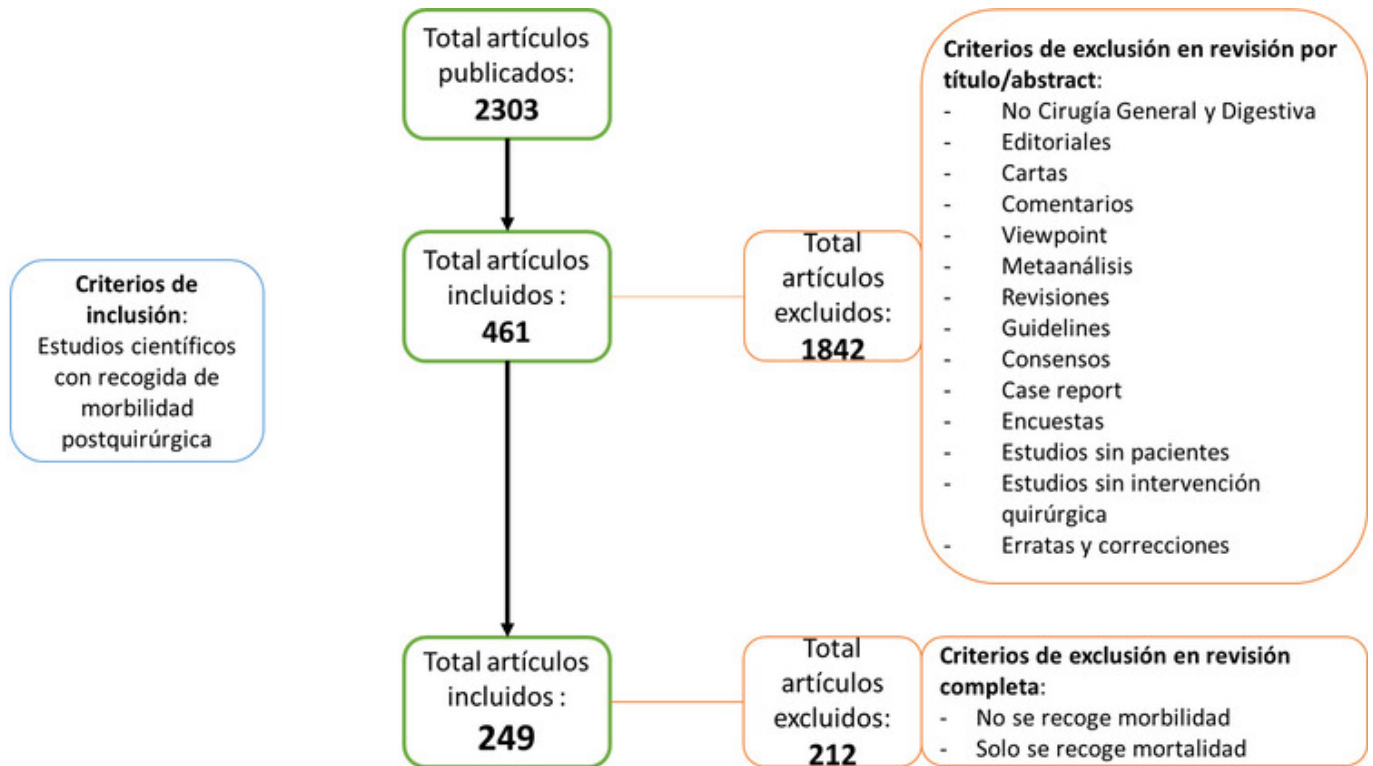 Total artículos
publicados:
2303
Criterios de exclusión en revisión por
título/abstract:
- No Cirugía General y Digestiva
- Editoriales
- Cartas
- Comentarios
- Viewpoint
- Metaanálisis
- Revisiones
- Guidelines
- Consensos
- Case report
- Encuestas
- Estudios sin pacientes
- Estudios sin intervención
quirúrgica
- Erratas y correcciones
Total artículos
incluidos :
461
Total
artículos
excluidos:
1842
Criterios de
inclusión:
Estudios científicos
con recogida de
morbilidad
postquirúrgica
Total artículos
incluidos :
249
Total
artículos
excluidos:
212
Criterios de exclusión en revisión
completa:
- No se recoge morbilidad
- Solo se recoge mortalidad